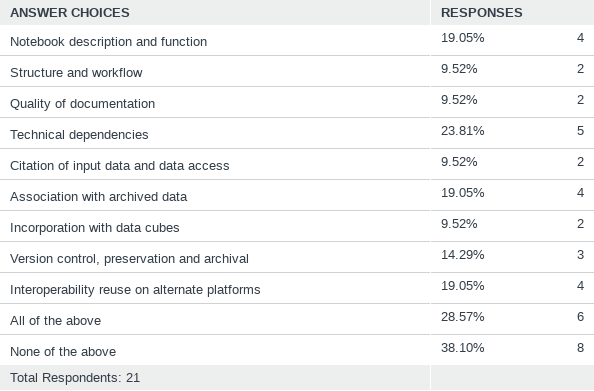 ANSWER CHOICES RESPONSES
Notebook description and function 19.05% 4
Structure and workflow 9.52% 2
Quality of documentation 9.52% 2
Technical dependencies 23.81% 5
Citation of input data and data access 9.52% 2
Association with archived data 19.05% 4
Incorporation with data cubes 9.52% 2
Version control, preservation and archival 14.29% 3
Interoperability reuse on alternate platforms 19.05% 4
All of the above 28.57% 6
None of the above 38.10% 8
Total Respondents: 21